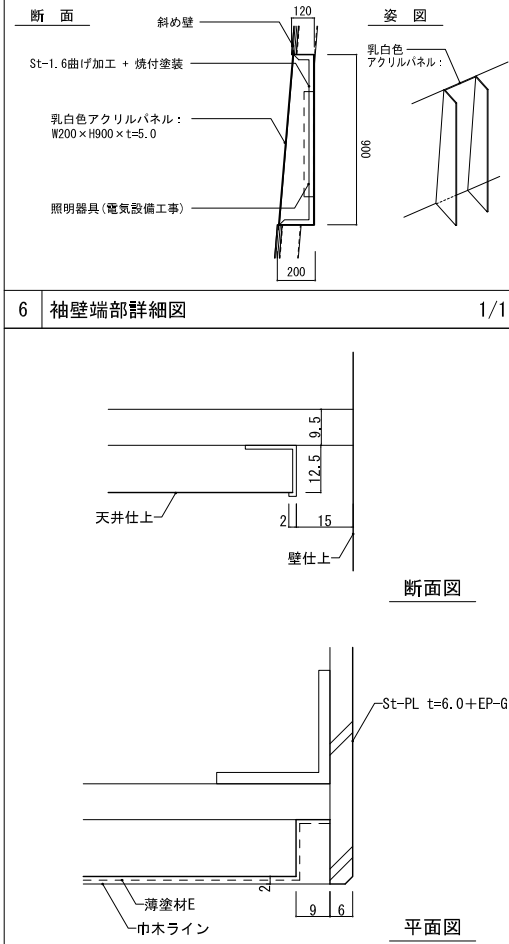 断 面
斜め壁
120
St-1.6曲げ加工 + 焼付塗装
乳白色アクリルパネル:
W200×H900×t=5.0
照明器具(電気設備工事)
900
200
姿 図
乳白色
アクリルパネル:
6 袖壁端部詳細図 1/1
9.5
12.5
天井仕上
2 15
壁仕上
断面図
St-PL t=6.0+EP-G
2
薄塗材E
巾木ライン
9 6
平面図